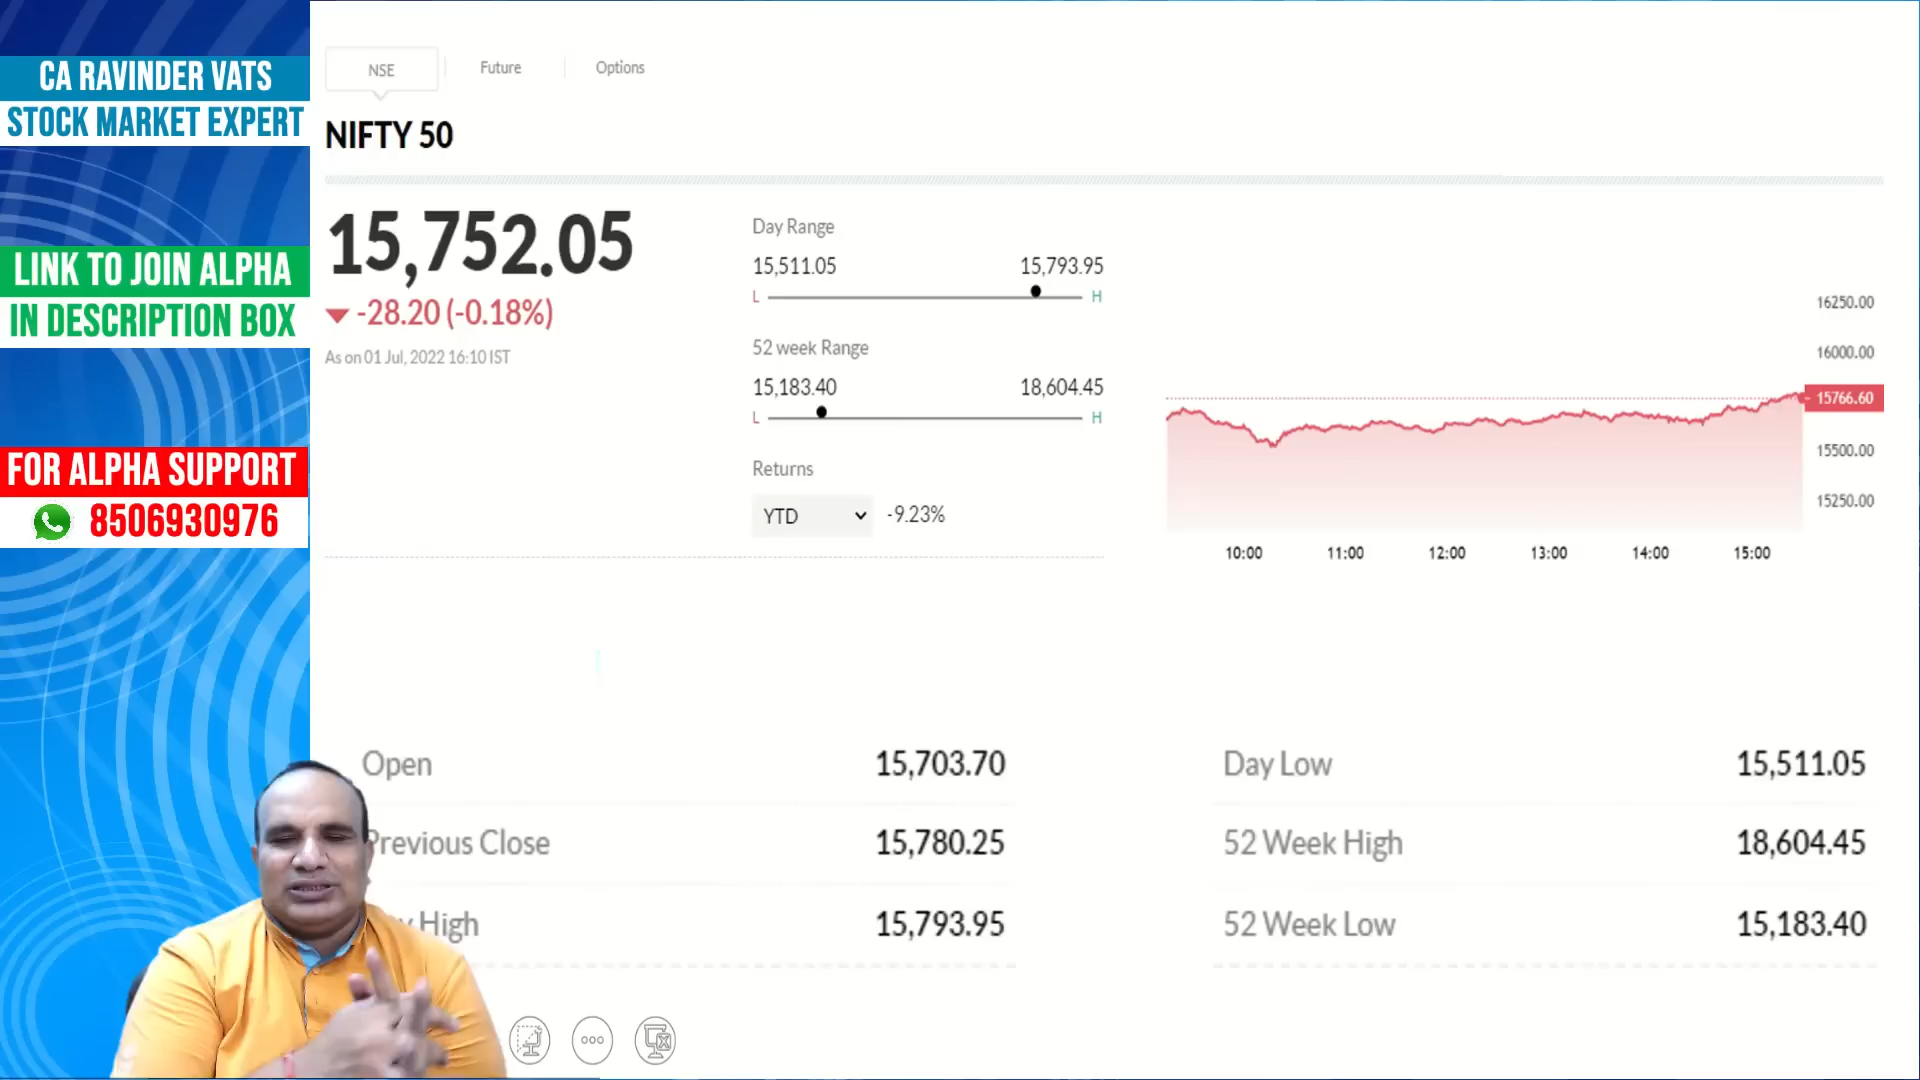 CA RAVINDER VATS
STOCK MARKET EXPERT
LINK TO JOIN ALPHA
IN DESCRIPTION BOX
FOR ALPHA SUPPORT
8506930976
NSE
Future
Options
NIFTY 50
15,752.05
-28.20 (-0.18%)
As on 01 Jul, 2022 16:10 IST
Day Range
15,511.05 15,793.95
L H
52 week Range
15,183.40 18,604.45
L H
Returns
YTD -9.23%
16250.00
16000.00
15766.60
15500.00
15250.00
10:00 11:00 12:00 13:00 14:00 15:00
Open 15,703.70
Previous Close 15,780.25
High 15,793.95
Day Low 15,511.05
52 Week High 18,604.45
52 Week Low 15,183.40